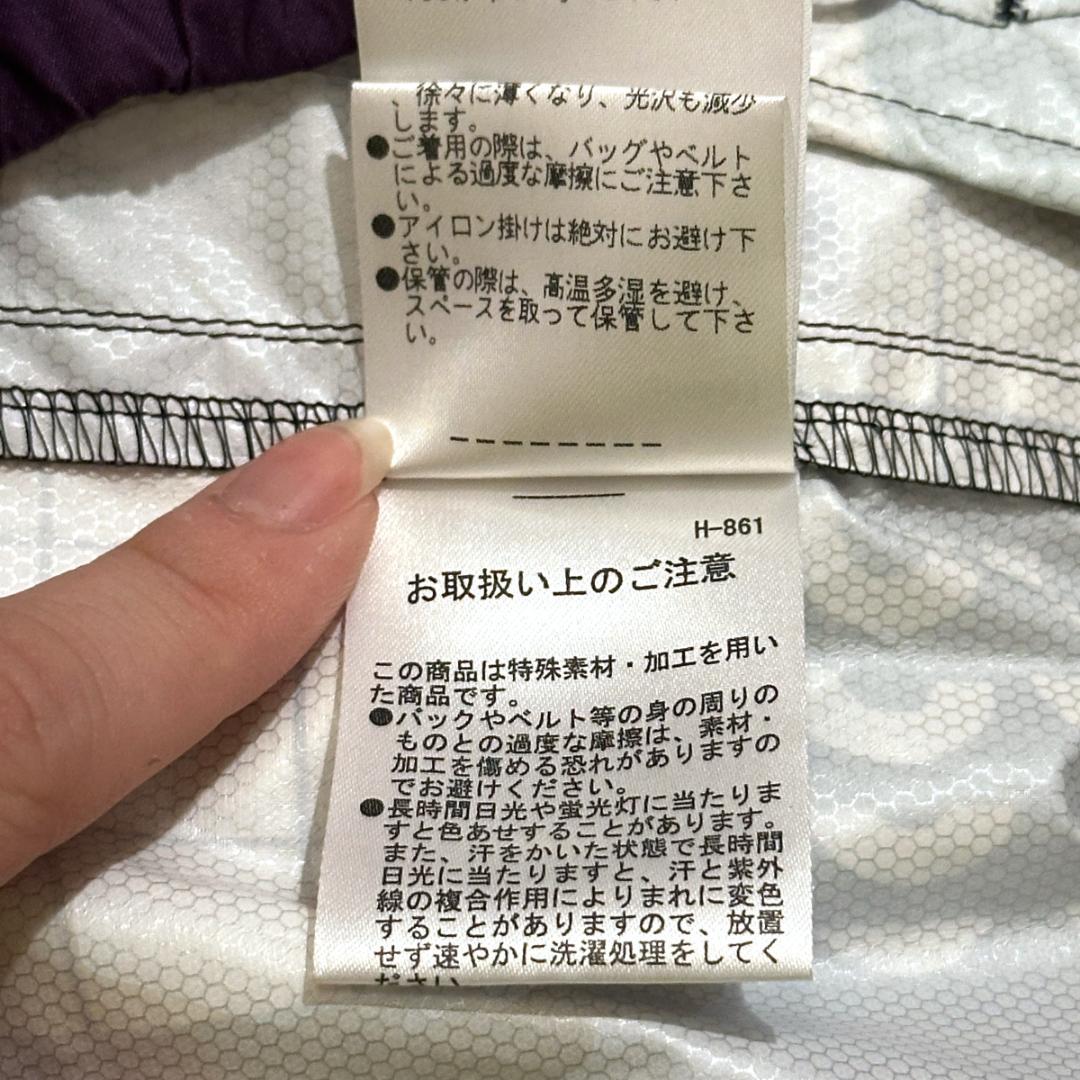 、徐々に薄くなり、光沢も減少
します。
●ご着用の際は、バッグやベルト
による過度な摩擦にご注意下さ
い。
●アイロン掛けは絶対にお避け下
さい。
●保管の際は、高温多湿を避け、
スペースを取って保管して下さ
い。
H-861
お取扱い上のご注意
この商品は特殊素材・加工を用い
た商品です。
●バックやベルト等の身の周りの
ものとの過度な摩擦は、素材・
加工を傷める恐れがありますの
でお避けください。
●長時間日光や蛍光灯に当たりま
すと色あせすることがあります。
また、汗をかいた状態で長時間
日光に当たりますと、汗と紫外
線の複合作用によりまれに変色
することがありますので、放置
せず速やかに洗濯処理をしてく
ださい